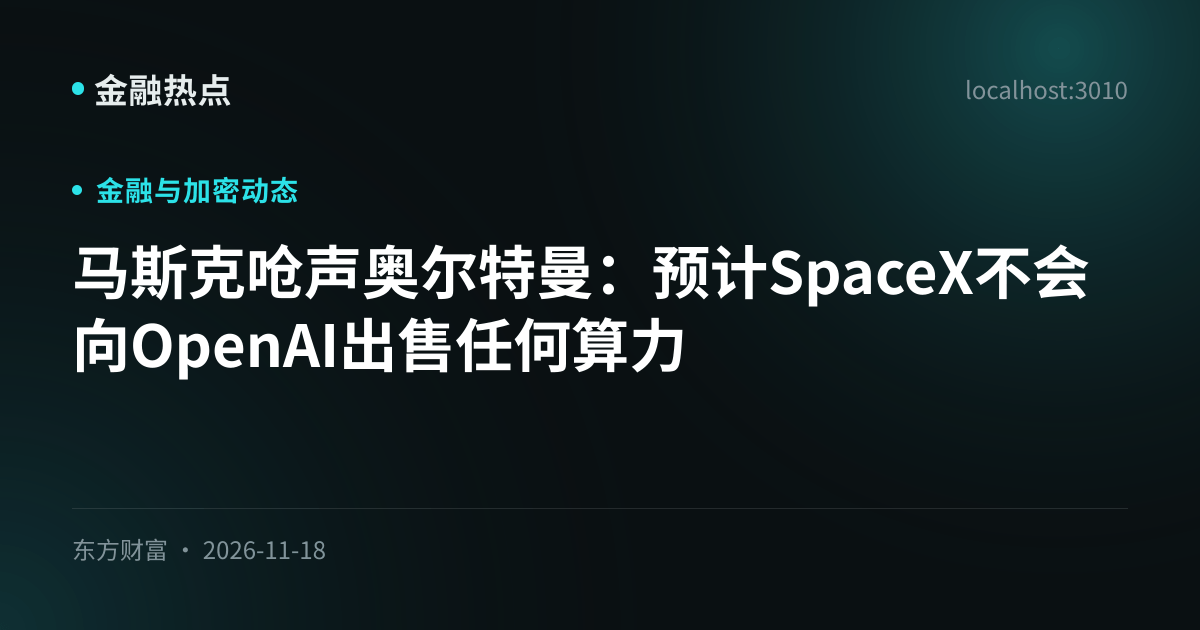 金融热点
localhost:3010
金融与加密动态
马斯克呛声奥尔特曼：预计SpaceX不会
向OpenAI出售任何算力
东方财富 · 2026-11-18